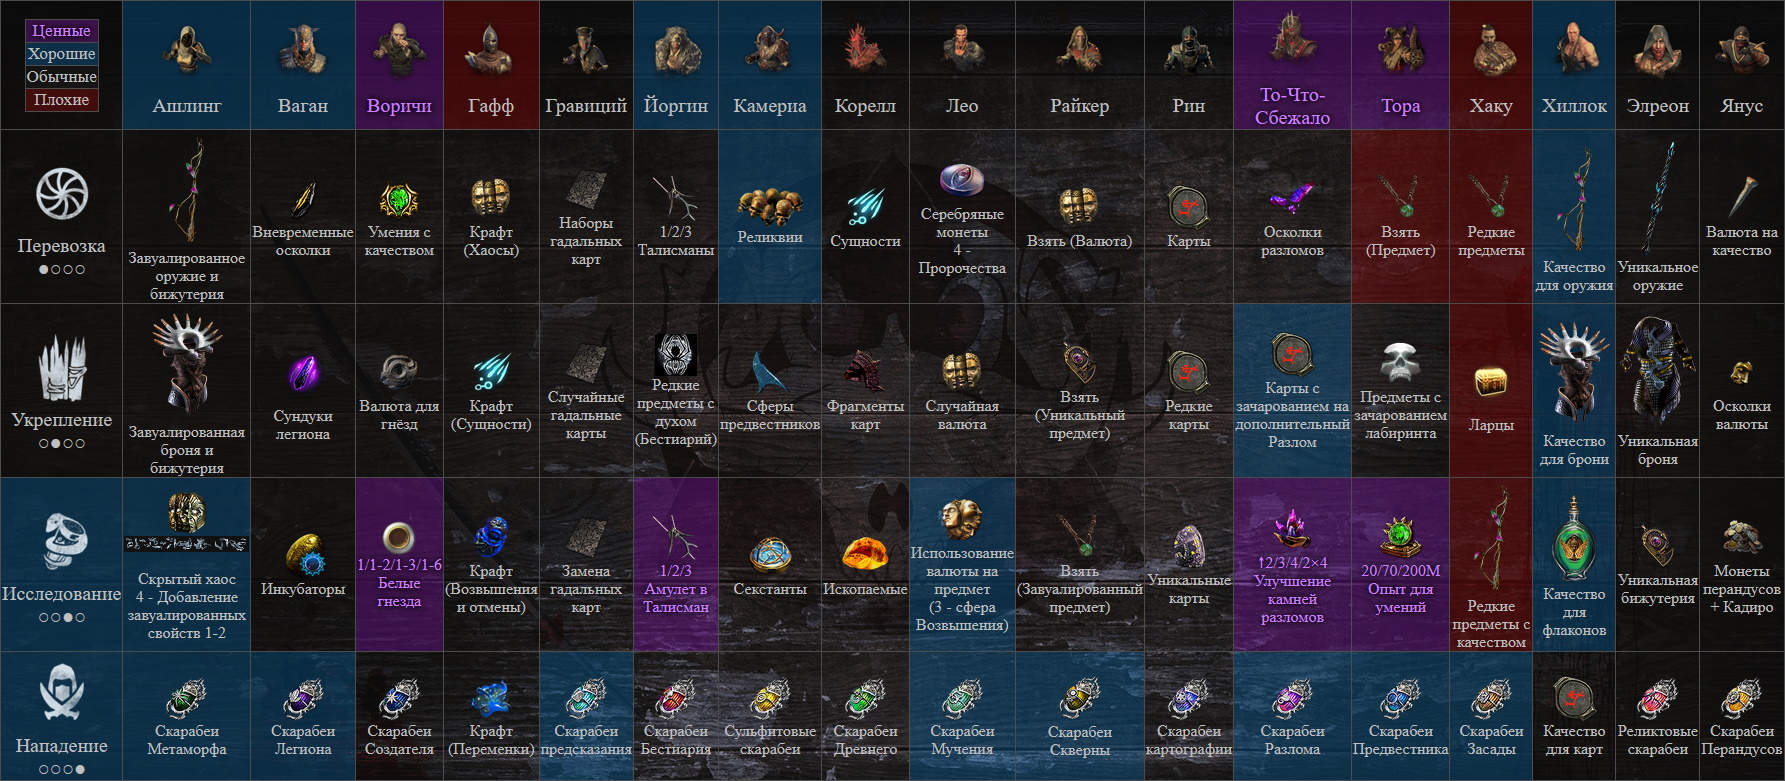 Ценные
Хорошие
Обычные
Плохие
Ашлинг
Ваган
Воричи
Гафф
Гравиций
Йоргин
Камериа
Корелл
Лео
Райкер
Рин
То-Что-
Сбежало
Тора
Хаку
Хиллок
Элреон
Янус
Перевозка
Завуалированное
оружие и
бижутерия
Вневременные
осколки
Умения с
качеством
Крафт
(Хаосы)
Наборы
гадальных
карт
1/2/3
Талисманы
Реликвии
Сущности
Серебряные
монеты
4 -
Пророчества
Взять (Валюта)
Карты
Осколки
разломов
Взять
(Предмет)
Редкие
предметы
Качество
для оружия
Уникальное
оружие
Валюта на
качество
Укрепление
Завуалированная
броня и
бижутерия
Сундуки
легиона
Валюта для
гнёзд
Крафт
(Сущности)
Случайные
гадальные
карты
Редкие
предметы с
духом
(Бестиарий)
Сферы
предвестников
Фрагменты
карт
Случайная
валюта
Взять
(Уникальный
предмет)
Редкие
карты
Карты с
зачарованием на
дополнительный
Разлом
Предметы с
зачарованием
лабиринта
Ларцы
Качество
для брони
Уникальная
броня
Осколки
валюты
Исследование
Скрытый хаос
4 - Добавление
завуалированных
свойств 1-2
Инкубаторы
1/1-2/1-3/1-6
Белые
гнезда
Крафт
(Возвышения
и отмены)
Замена
гадальных
карт
1/2/3
Амулет в
Талисман
Секстанты
Ископаемые
Использование
валюты на
предмет
(3 - сфера
Возвышения)
Взять
(Завуалированный
предмет)
Уникальные
карты
↑2/3/4/2×4
Улучшение
камней
разломов
20/70/200М
Опыт для
умений
Редкие
предметы с
качеством
Качество
для
флаконов
Уникальная
бижутерия
Монеты
перандусов
+ Кадиро
Нападение
Скарабеи
Метаморфа
Скарабеи
Легиона
Скарабеи
Создателя
Крафт
(Переменки)
Скарабеи
предсказания
Скарабеи
Бестиария
Сульфитовые
скарабеи
Скарабеи
Древнего
Скарабеи
Мучения
Скарабеи
Скверны
Скарабеи
картографии
Скарабеи
Разлома
Скарабеи
Предвестника
Скарабеи
Засады
Качество
для карт
Реликтовые
скарабеи
Скарабеи
Перандусов